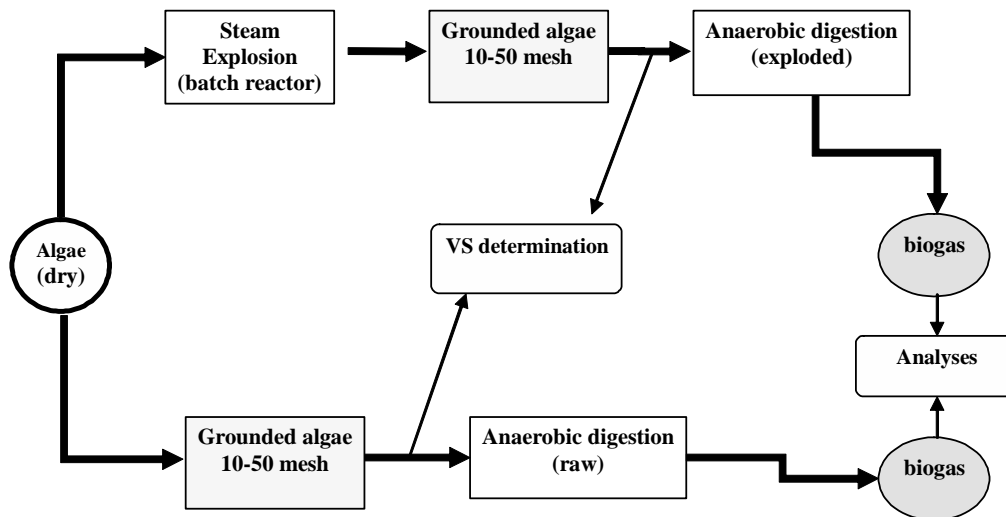 Steam
Explosion
(batch reactor)
Grounded algae
10-50 mesh
Anaerobic digestion
(exploded)
Algae
(dry)
VS determination
biogas
Analyses
Grounded algae
10-50 mesh
Anaerobic digestion
(raw)
biogas